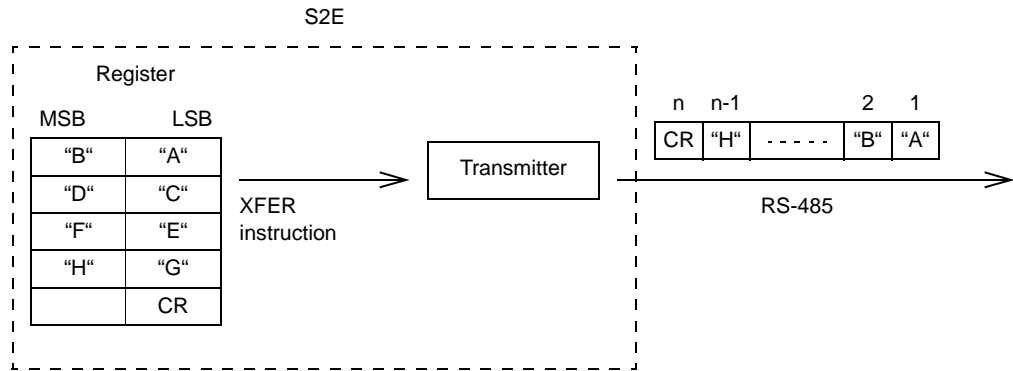 S2E
Register
MSB LSB
“B“ “A“
“D“ “C“
“F“ “E“
“H“ “G“
CR
XFER
instruction
Transmitter
n n-1 2 1
CR “H“ - - - - - “B“ “A“
RS-485